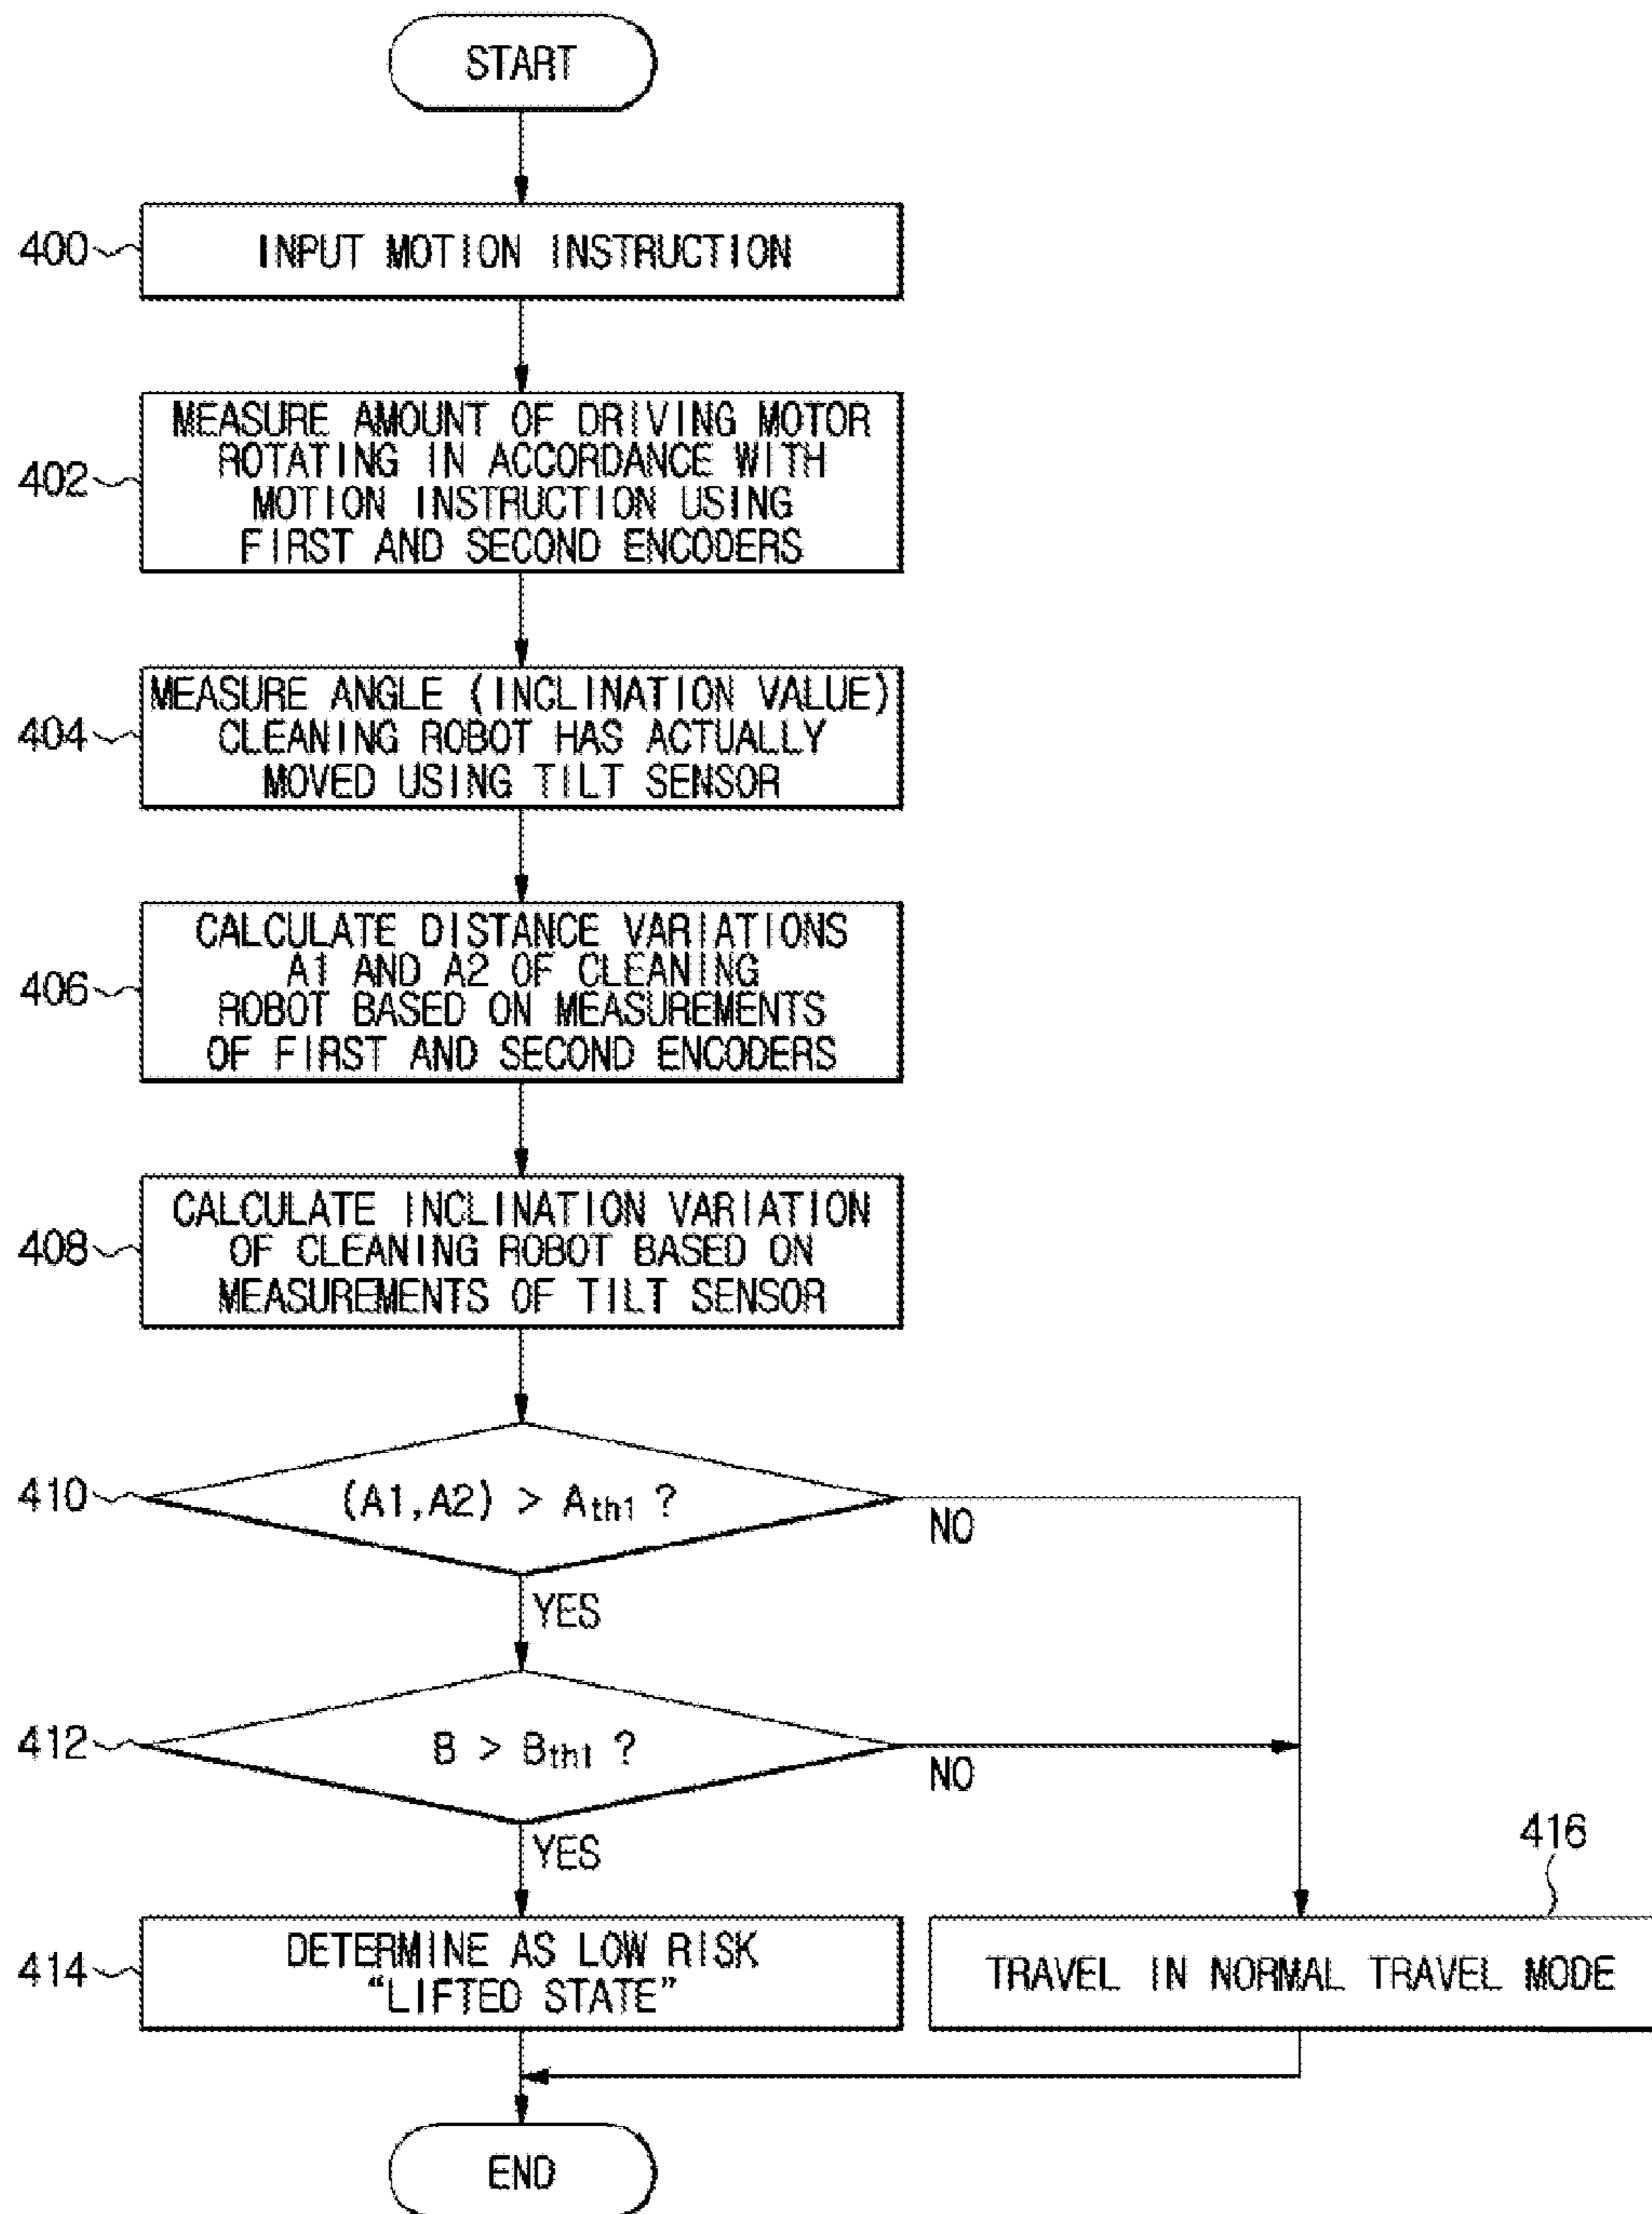 START
400
INPUT MOTION INSTRUCTION
402
MEASURE AMOUNT OF DRIVING MOTOR
ROTATING IN ACCORDANCE WITH
MOTION INSTRUCTION USING
FIRST AND SECOND ENCODERS
404
MEASURE ANGLE (INCLINATION VALUE)
CLEANING ROBOT HAS ACTUALLY
MOVED USING TILT SENSOR
406
CALCULATE DISTANCE VARIATIONS
A1 AND A2 OF CLEANING
ROBOT BASED ON MEASUREMENTS
OF FIRST AND SECOND ENCODERS
408
CALCULATE INCLINATION VARIATION
OF CLEANING ROBOT BASED ON
MEASUREMENTS OF TILT SENSOR
410
(A1,A2) > Ath1 ?
NO
YES
412
B > Bth1 ?
NO
YES
416
414
DETERMINE AS LOW RISK
“LIFTED STATE”
TRAVEL IN NORMAL TRAVEL MODE
END